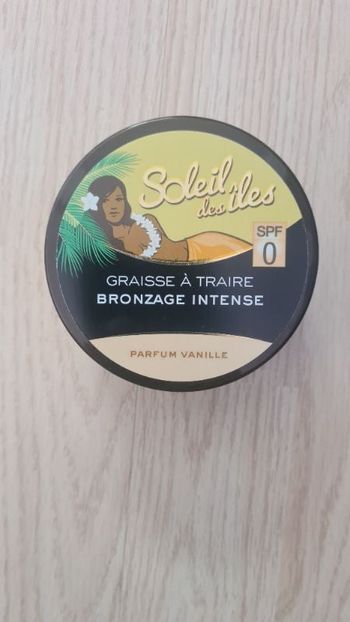 Soleil
des îles
SPF
0
GRAISSE À TRAIRE
BRONZAGE INTENSE
PARFUM VANILLE